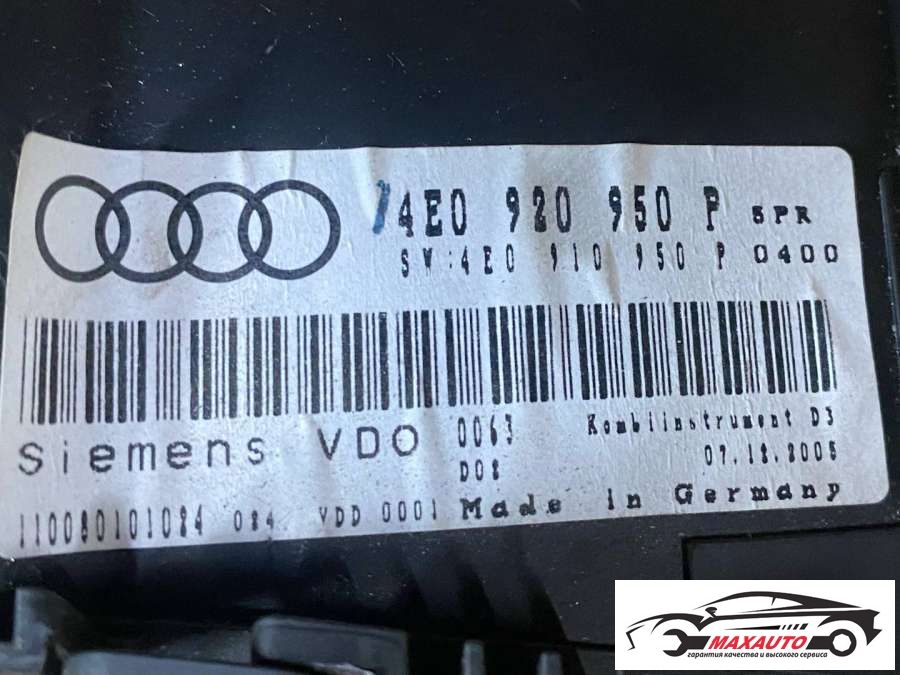 4E0 920 950 P 5PR
SW:4E0 910 950 P 0400
Siemens VDO 0063 Kombiinstrument D3
D08 07.12.2005
110080101084 084 VDD 0001 Made in Germany
MAXAUTO
гарантия качества и высокого сервиса